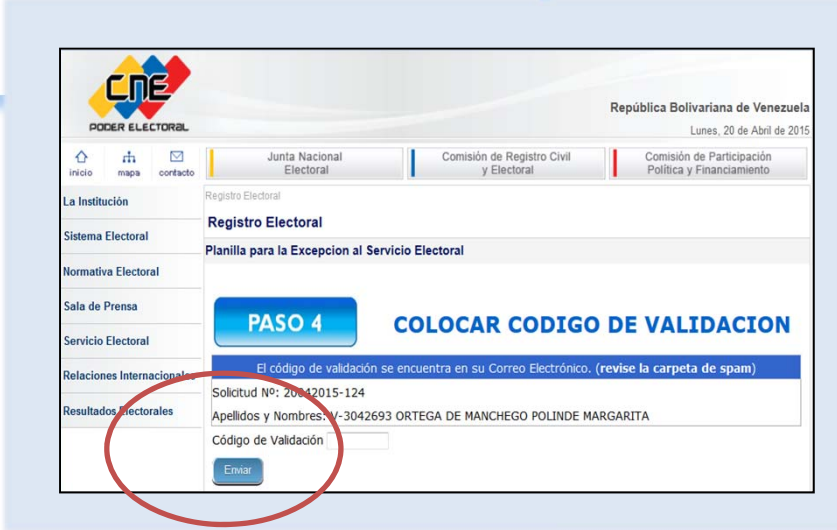 CNE
PODER ELECTORAL
República Bolivariana de Venezuela
Lunes, 20 de Abril de 2015
inicio mapa contacto
Junta Nacional
Electoral
Comisión de Registro Civil
y Electoral
Comisión de Participación
Política y Financiamiento
La Institución
Sistema Electoral
Normativa Electoral
Sala de Prensa
Servicio Electoral
Relaciones Internacionales
Resultados Electorales
Registro Electoral
Registro Electoral
Planilla para la Excepcion al Servicio Electoral
PASO 4
COLOCAR CODIGO DE VALIDACION
El código de validación se encuentra en su Correo Electrónico. (revise la carpeta de spam)
Solicitud Nº: 20042015-124
Apellidos y Nombres: V-3042693 ORTEGA DE MANCHEGO POLINDE MARGARITA
Código de Validación
Enviar